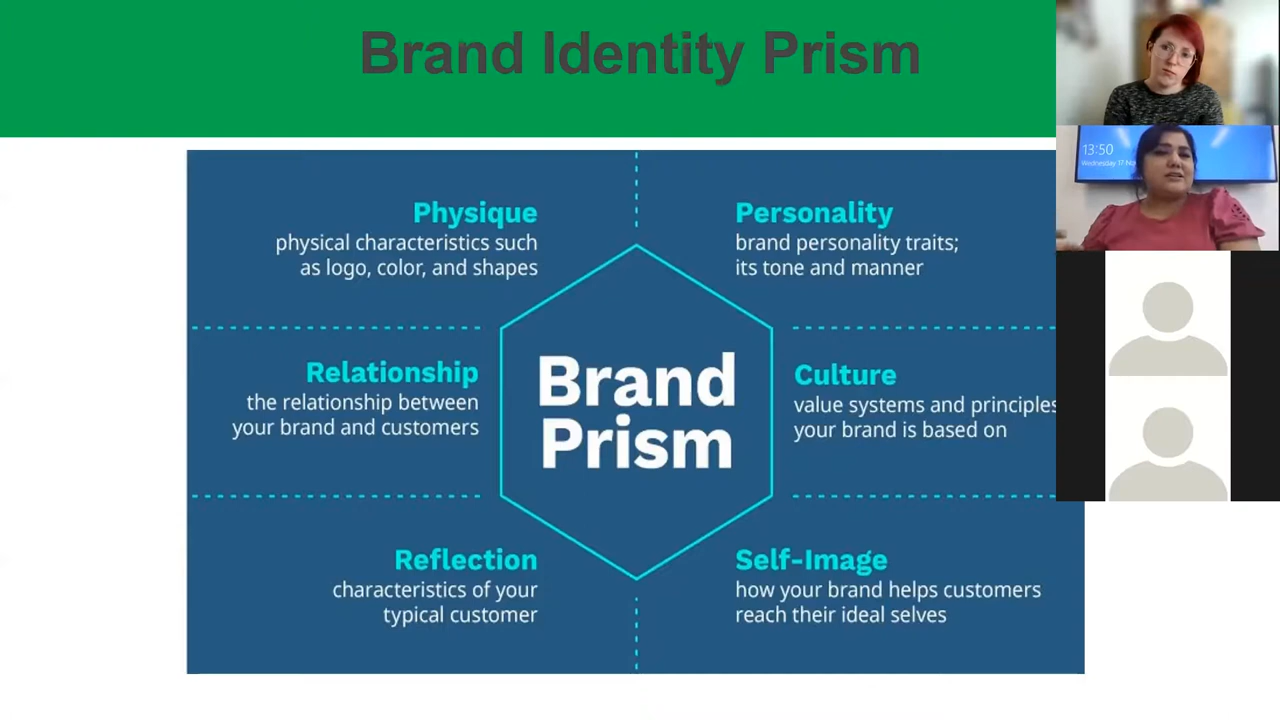 Brand Identity Prism
Physique
physical characteristics such
as logo, color, and shapes
Personality
brand personality traits;
its tone and manner
Relationship
the relationship between
your brand and customers
Brand
Prism
Culture
value systems and principles
your brand is based on
Reflection
characteristics of your
typical customer
Self-Image
how your brand helps customers
reach their ideal selves
13:50
Wednesday 17